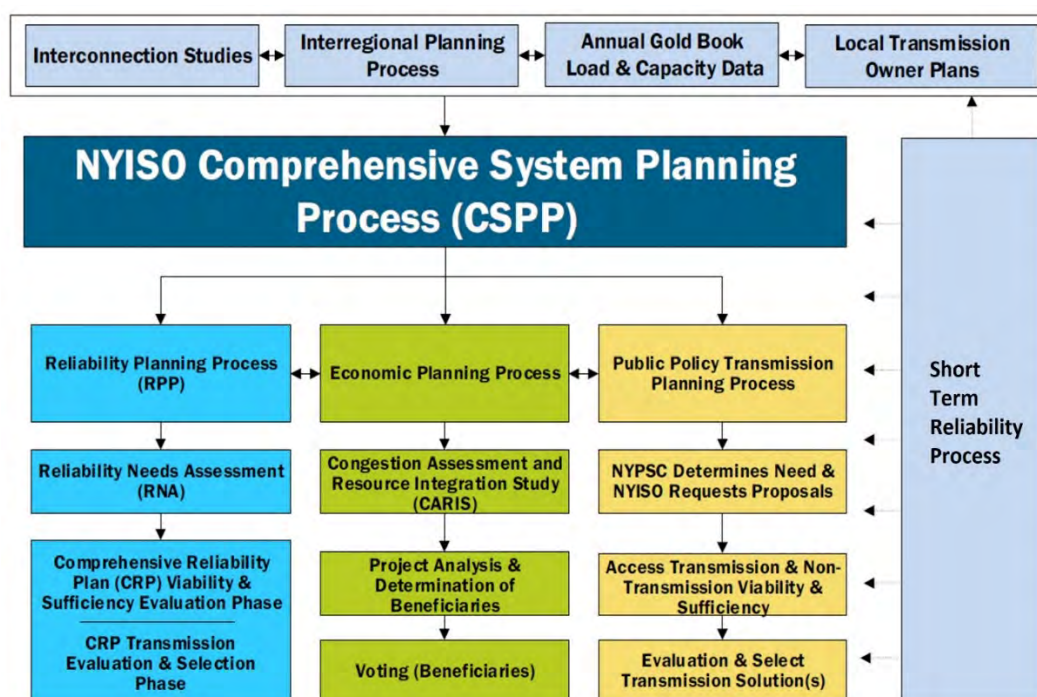 Interconnection Studies
Interregional Planning
Process
Annual Gold Book
Load & Capacity Data
Local Transmission
Owner Plans
NYISO Comprehensive System Planning
Process (CSPP)
Reliability Planning Process
(RPP)
Economic Planning Process
Public Policy Transmission
Planning Process
Short
Term
Reliability
Process
Reliability Needs Assessment
(RNA)
Congestion Assessment and
Resource Integration Study
(CARIS)
NYPSC Determines Need &
NYISO Requests Proposals
Comprehensive Reliability
Plan (CRP) Viability &
Sufficiency Evaluation Phase
CRP Transmission
Evaluation & Selection
Phase
Project Analysis &
Determination of
Beneficiaries
Access Transmission & Non-
Transmission Viability &
Sufficiency
Voting (Beneficiaries)
Evaluation & Select
Transmission Solution(s)